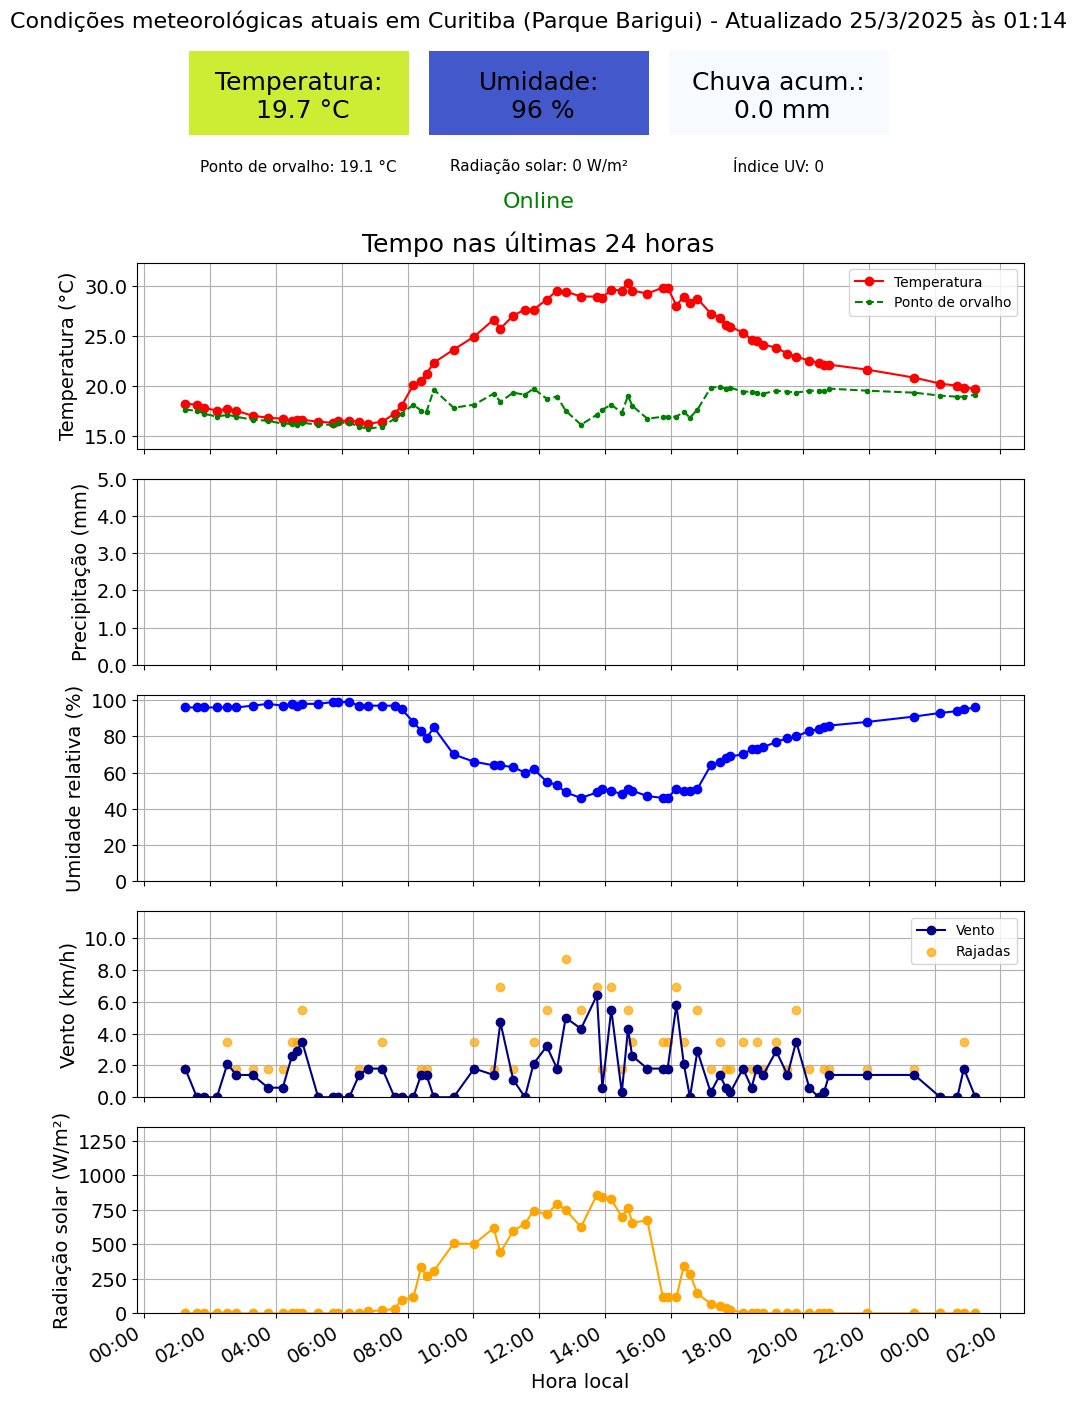 Condições meteorológicas atuais em Curitiba (Parque Barigui) - Atualizado 25/3/2025 às 01:14
Temperatura:
19.7 °C
Umidade:
96 %
Chuva acum.:
0.0 mm
Ponto de orvalho: 19.1 °C
Radiação solar: 0 W/m²
Índice UV: 0
Online
Tempo nas últimas 24 horas
Temperatura (°C)
30.0
25.0
20.0
15.0
Temperatura
Ponto de orvalho
Precipitação (mm)
5.0
4.0
3.0
2.0
1.0
0.0
Umidade relativa (%)
100
80
60
40
20
0
Vento (km/h)
10.0
8.0
6.0
4.0
2.0
0.0
Vento
Rajadas
Radiação solar (W/m²)
1250
1000
750
500
250
0
00:00
02:00
04:00
06:00
08:00
10:00
12:00
14:00
16:00
18:00
20:00
22:00
00:00
02:00
Hora local